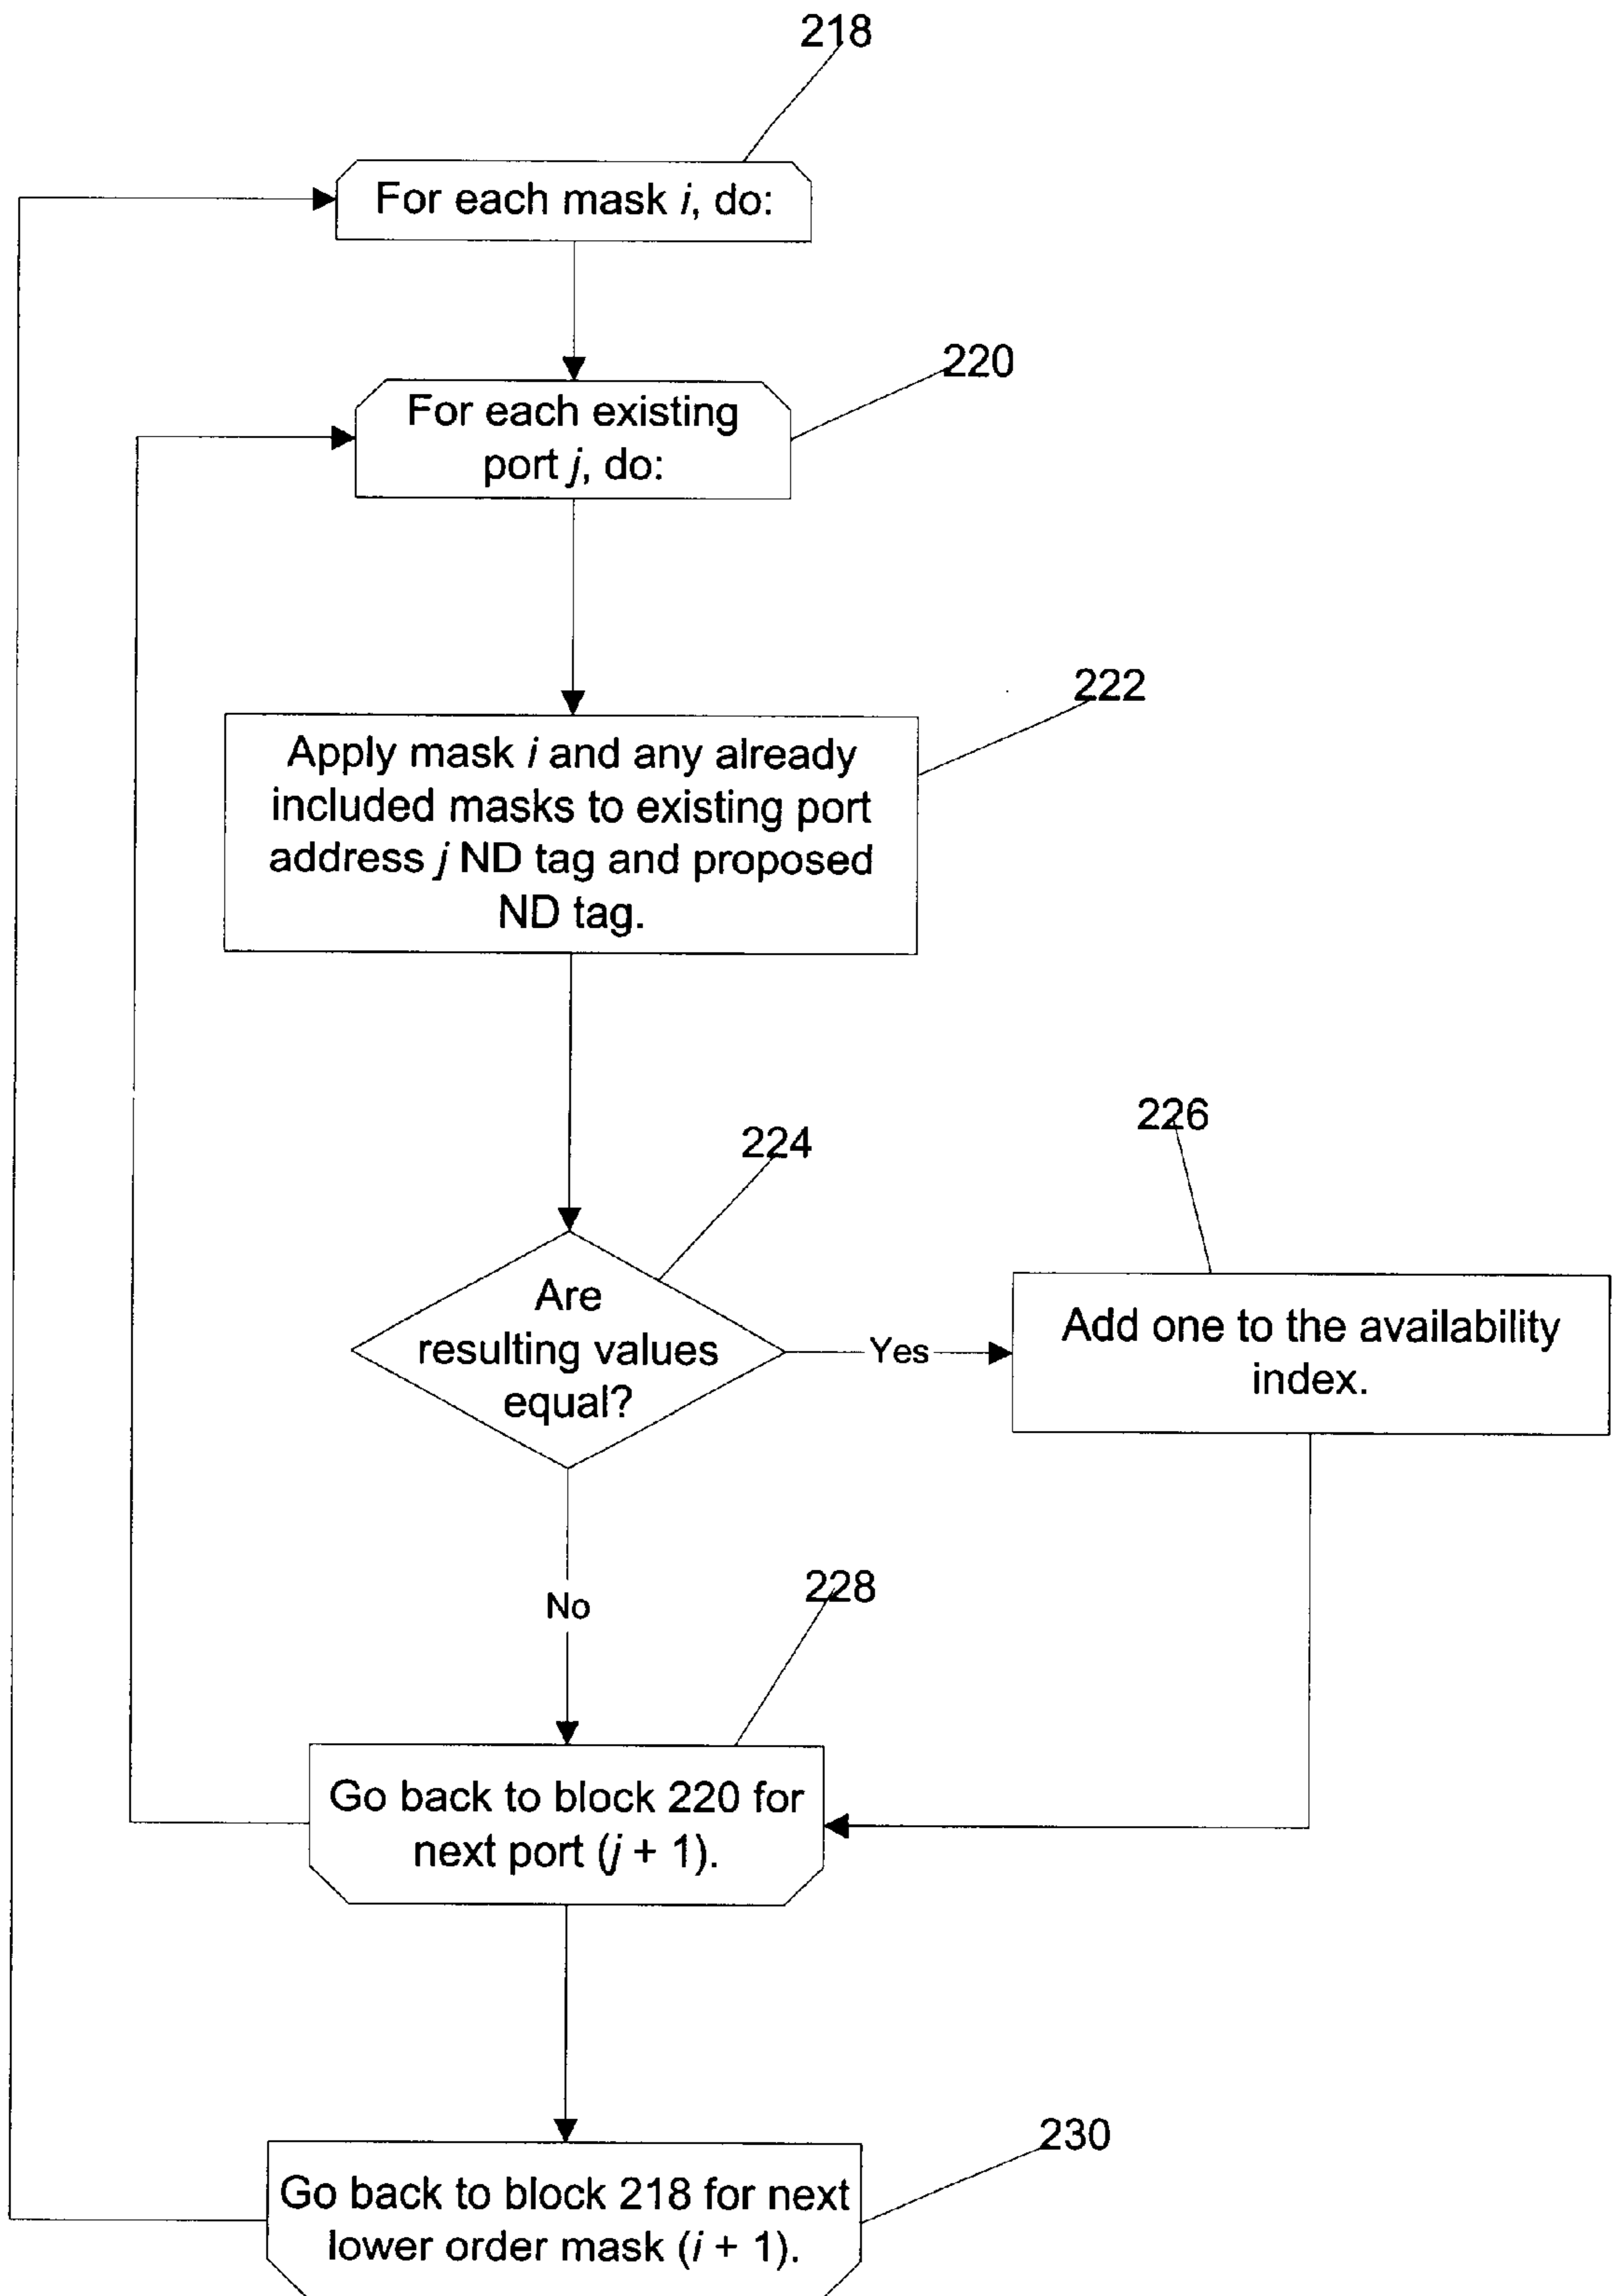 218
For each mask i, do:
220
For each existing
port j, do:
222
Apply mask i and any already
included masks to existing port
address j ND tag and proposed
ND tag.
224
Are
resulting values
equal?
Yes
226
Add one to the availability
index.
No
228
Go back to block 220 for
next port (j + 1).
230
Go back to block 218 for next
lower order mask (i + 1).